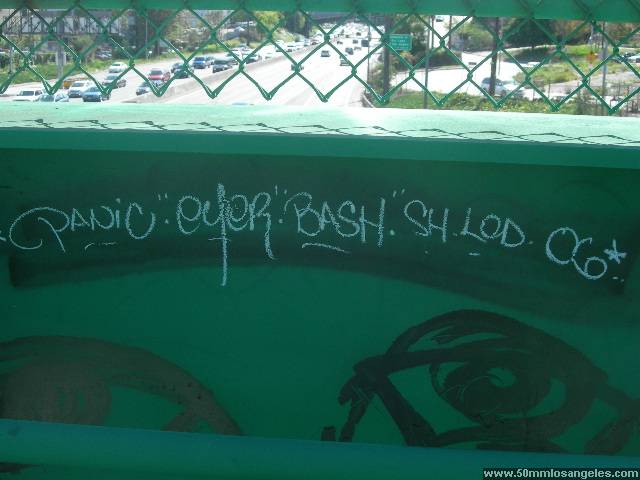 PANIC." eyer". "BASH." SH.LOD. 06*
www.50mmlosangeles.com